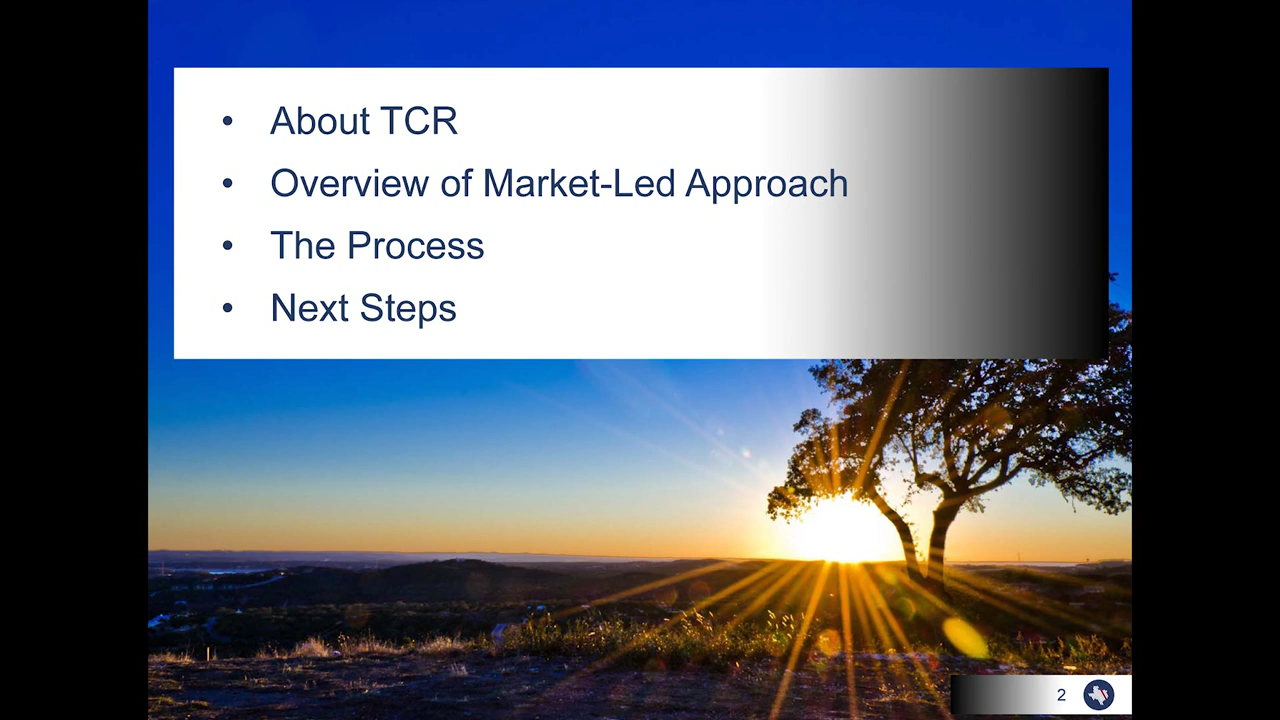 • About TCR
• Overview of Market-Led Approach
• The Process
• Next Steps
2